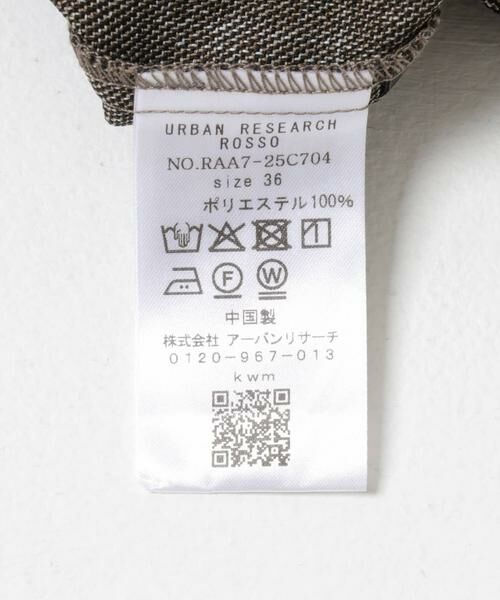 URBAN RESEARCH
ROSSO
NO.RAA7-25C704
size 36
ポリエステル100%
F W
中国製
株式会社 アーバンリサーチ
0120-967-013
kwm